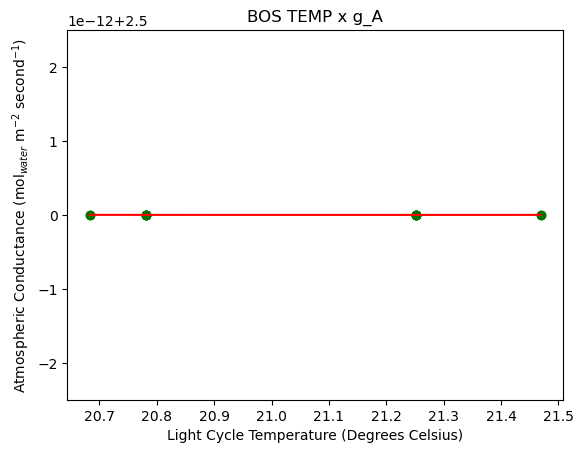 BOS TEMP x g_A
1e−12+2.5
2
1
0
−1
−2
Atmospheric Conductance (mol_water m⁻² second⁻¹)
20.7 20.8 20.9 21.0 21.1 21.2 21.3 21.4 21.5
Light Cycle Temperature (Degrees Celsius)